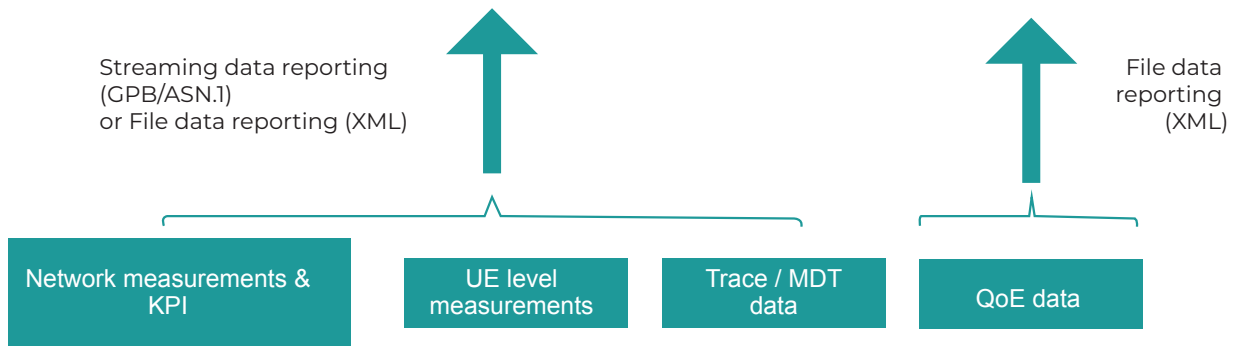 Streaming data reporting
(GPB/ASN.1)
or File data reporting (XML)
File data
reporting
(XML)
Network measurements &
KPI
UE level
measurements
Trace / MDT
data
QoE data